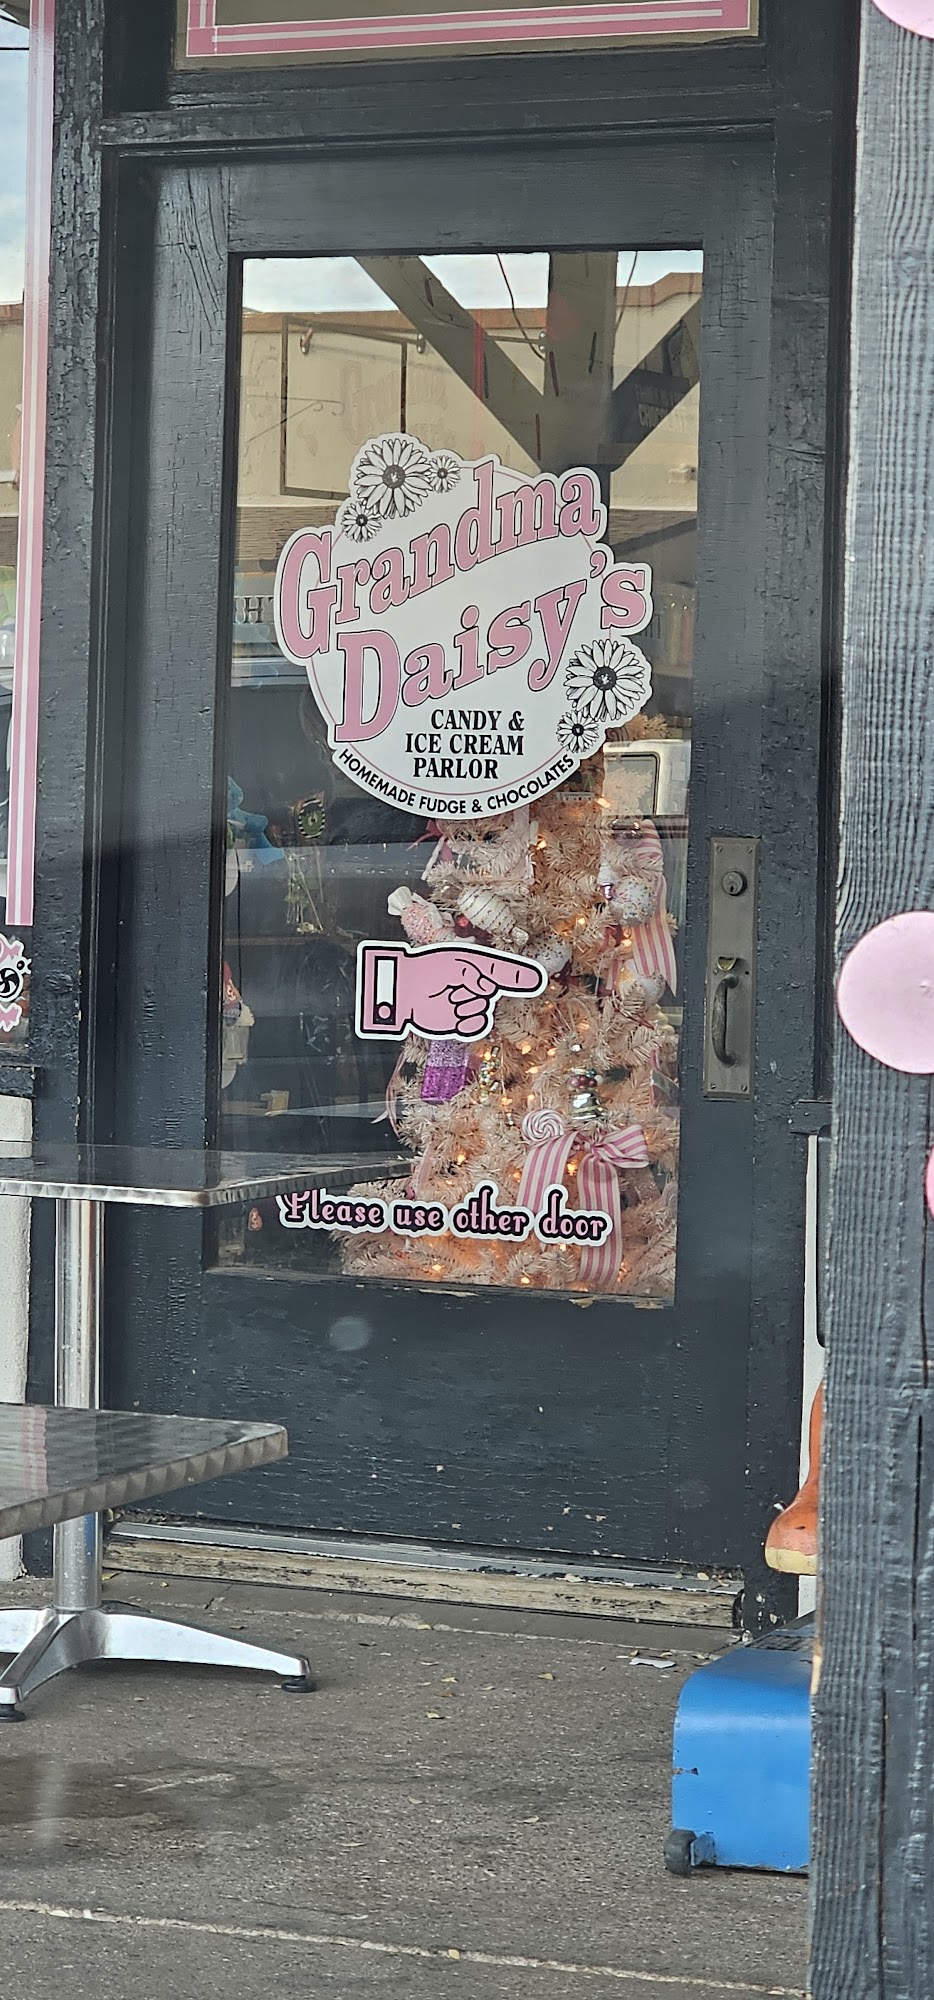 Grandma
Daisy's
CANDY &
ICE CREAM
PARLOR
HOMEMADE FUDGE & CHOCOLATES
Please use other door